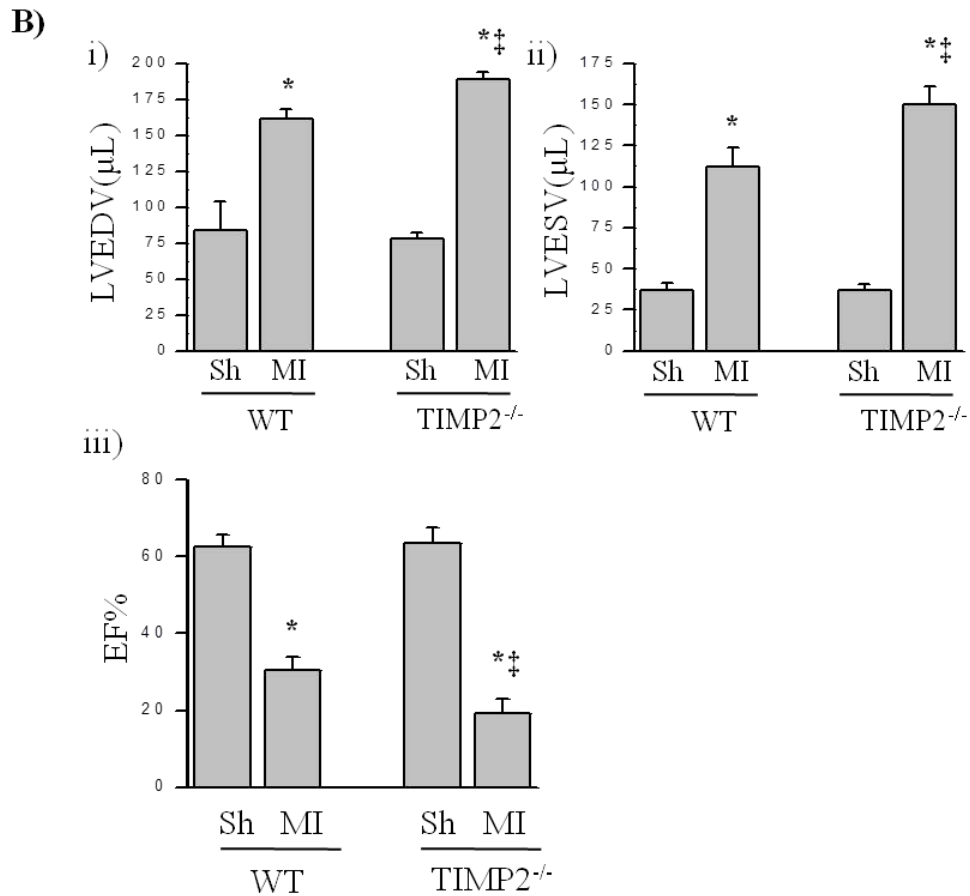 B)
i)
LVEDV(μL)
200
175
150
125
100
75
50
25
0
*
*‡
Sh MI Sh MI
WT TIMP2-/-
ii)
LVESV(μL)
175
150
125
100
75
50
25
0
*
*‡
Sh MI Sh MI
WT TIMP2-/-
iii)
EF%
80
60
40
20
0
*
*‡
Sh MI Sh MI
WT TIMP2-/-